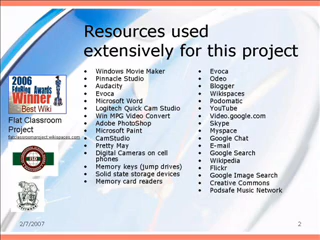 Resources used
extensively for this project
2006
EduBlog Awards
Winner
Best Wiki
Flat Classroom
Project
flatclassroomproject.wikispaces.com
Windows Movie Maker
Pinnacle Studio
Audacity
Evoca
Microsoft Word
Logitech Quick Cam Studio
Win MPG Video Convert
Adobe PhotoShop
Microsoft Paint
CamStudio
Pretty May
Digital Cameras on cell
phones
Memory keys (jump drives)
Solid state storage devices
Memory card readers
Evoca
Odeo
Blogger
Wikispaces
Podomatic
YouTube
Video.google.com
Skype
Myspace
Google Chat
E-mail
Google Search
Wikipedia
Flickr
Google Image Search
Creative Commons
Podsafe Music Network
2/7/2007
2